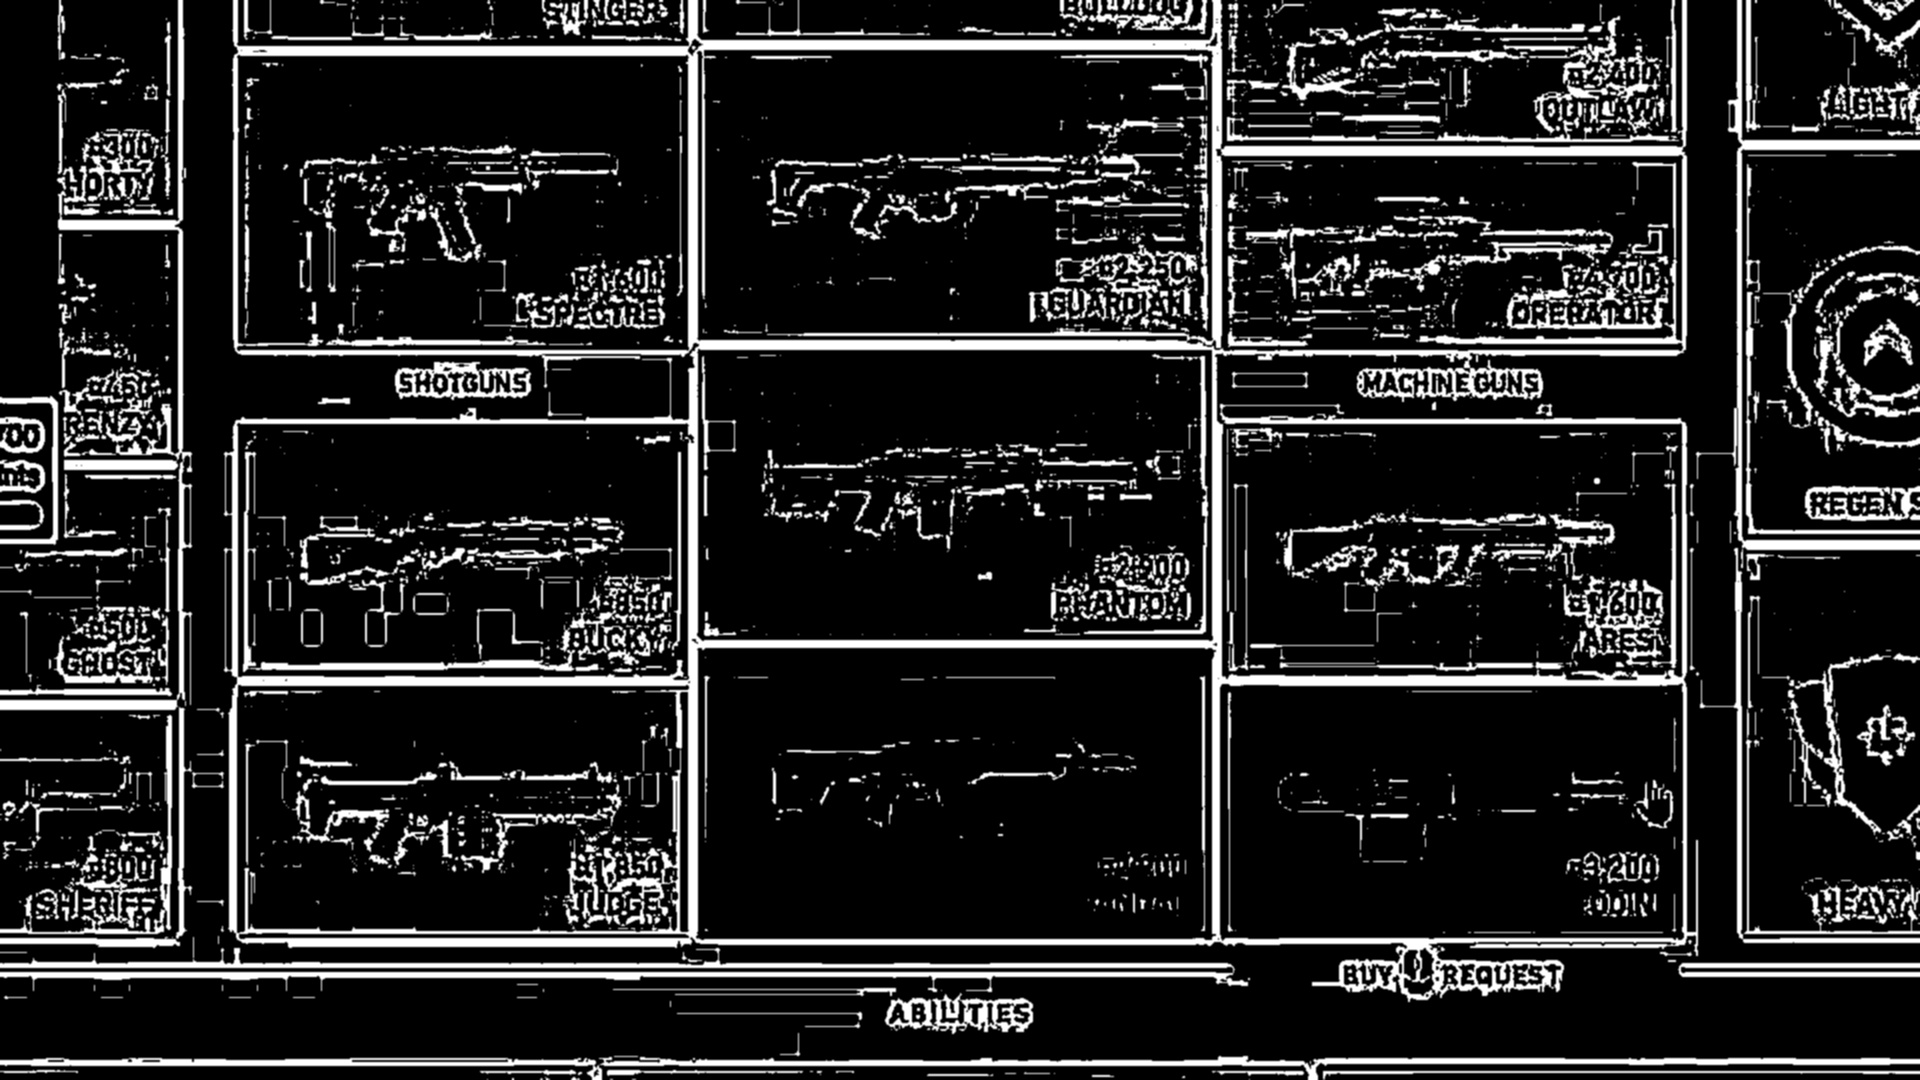 STINGER
BULLDOG
2,400
OUTLAW
LIGHT
300
HORTY
1,600
SPECTRE
2,250
GUARDIAN
4,700
OPERATOR
SHOTGUNS
MACHINE GUNS
450
RENZY
REGEN S
850
BUCKY
2,900
PHANTOM
1,600
ARES
500
GHOST
800
SHERIFF
1,850
JUDGE
3,200
ODIN
HEAVY
BUY
REQUEST
ABILITIES